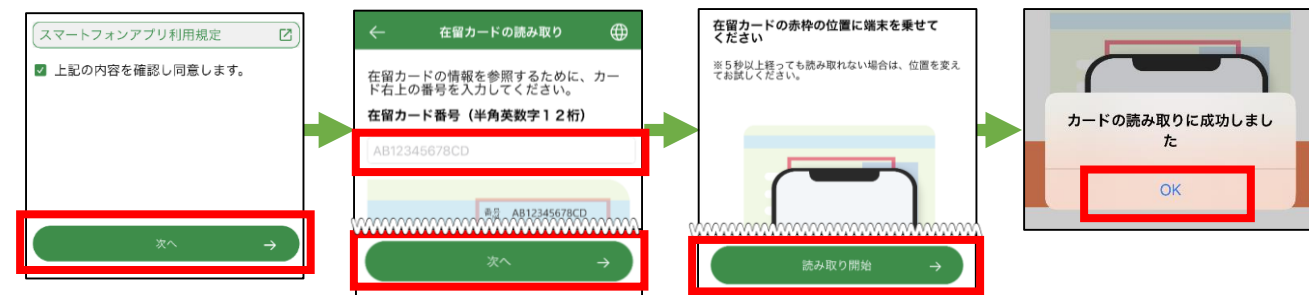 スマートフォンアプリ利用規定
上記の内容を確認し同意します。
次へ
在留カードの読み取り
在留カードの情報を参照するために、カー
ド右上の番号を入力してください。
在留カード番号（半角英数字１２桁）
AB12345678CD
番号 AB12345678CD
次へ
在留カードの赤枠の位置に端末を乗せて
ください
※５秒以上経っても読み取れない場合は、位置を変え
てお試しください。
読み取り開始
カードの読み取りに成功しまし
た
OK